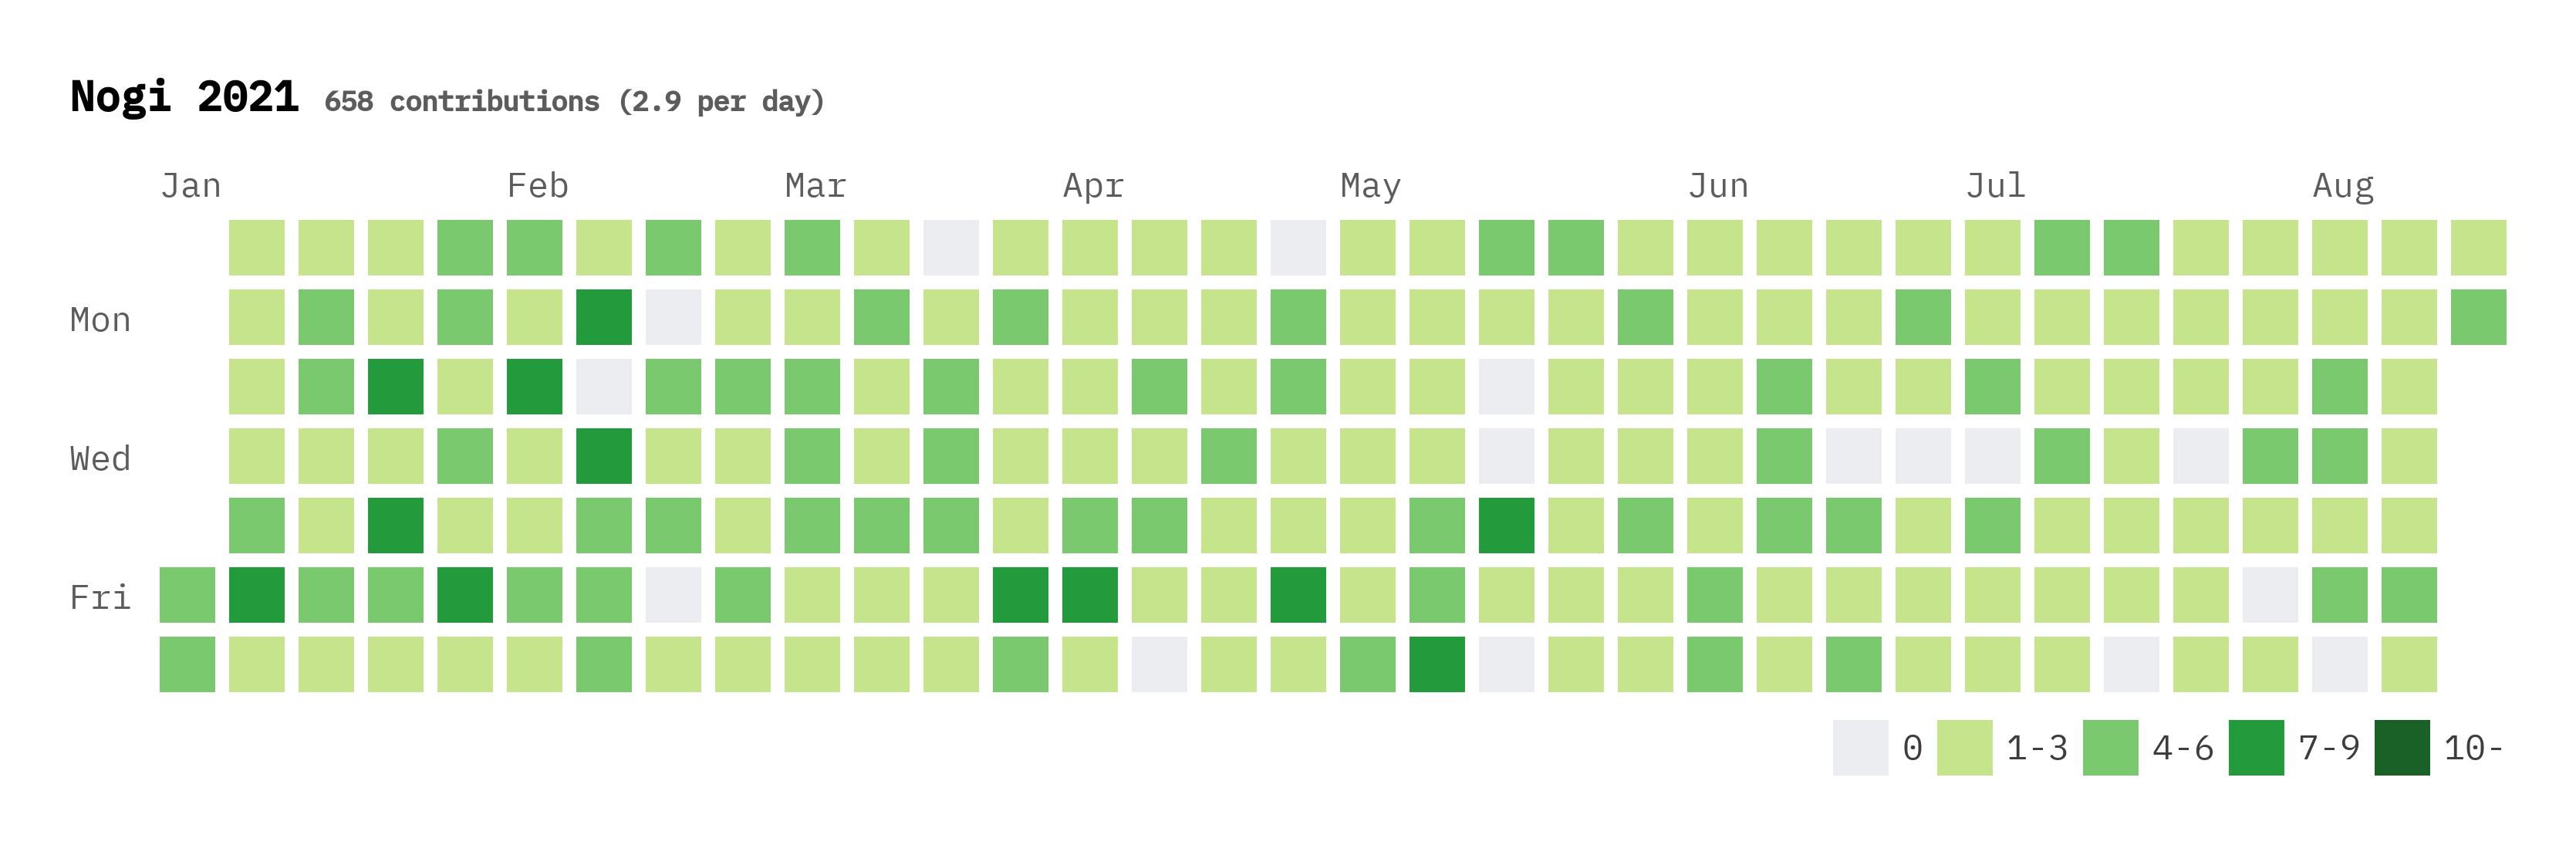 Nogi 2021 658 contributions (2.9 per day)
Jan Feb Mar Apr May Jun Jul Aug
Mon
Wed
Fri
0 1-3 4-6 7-9 10-